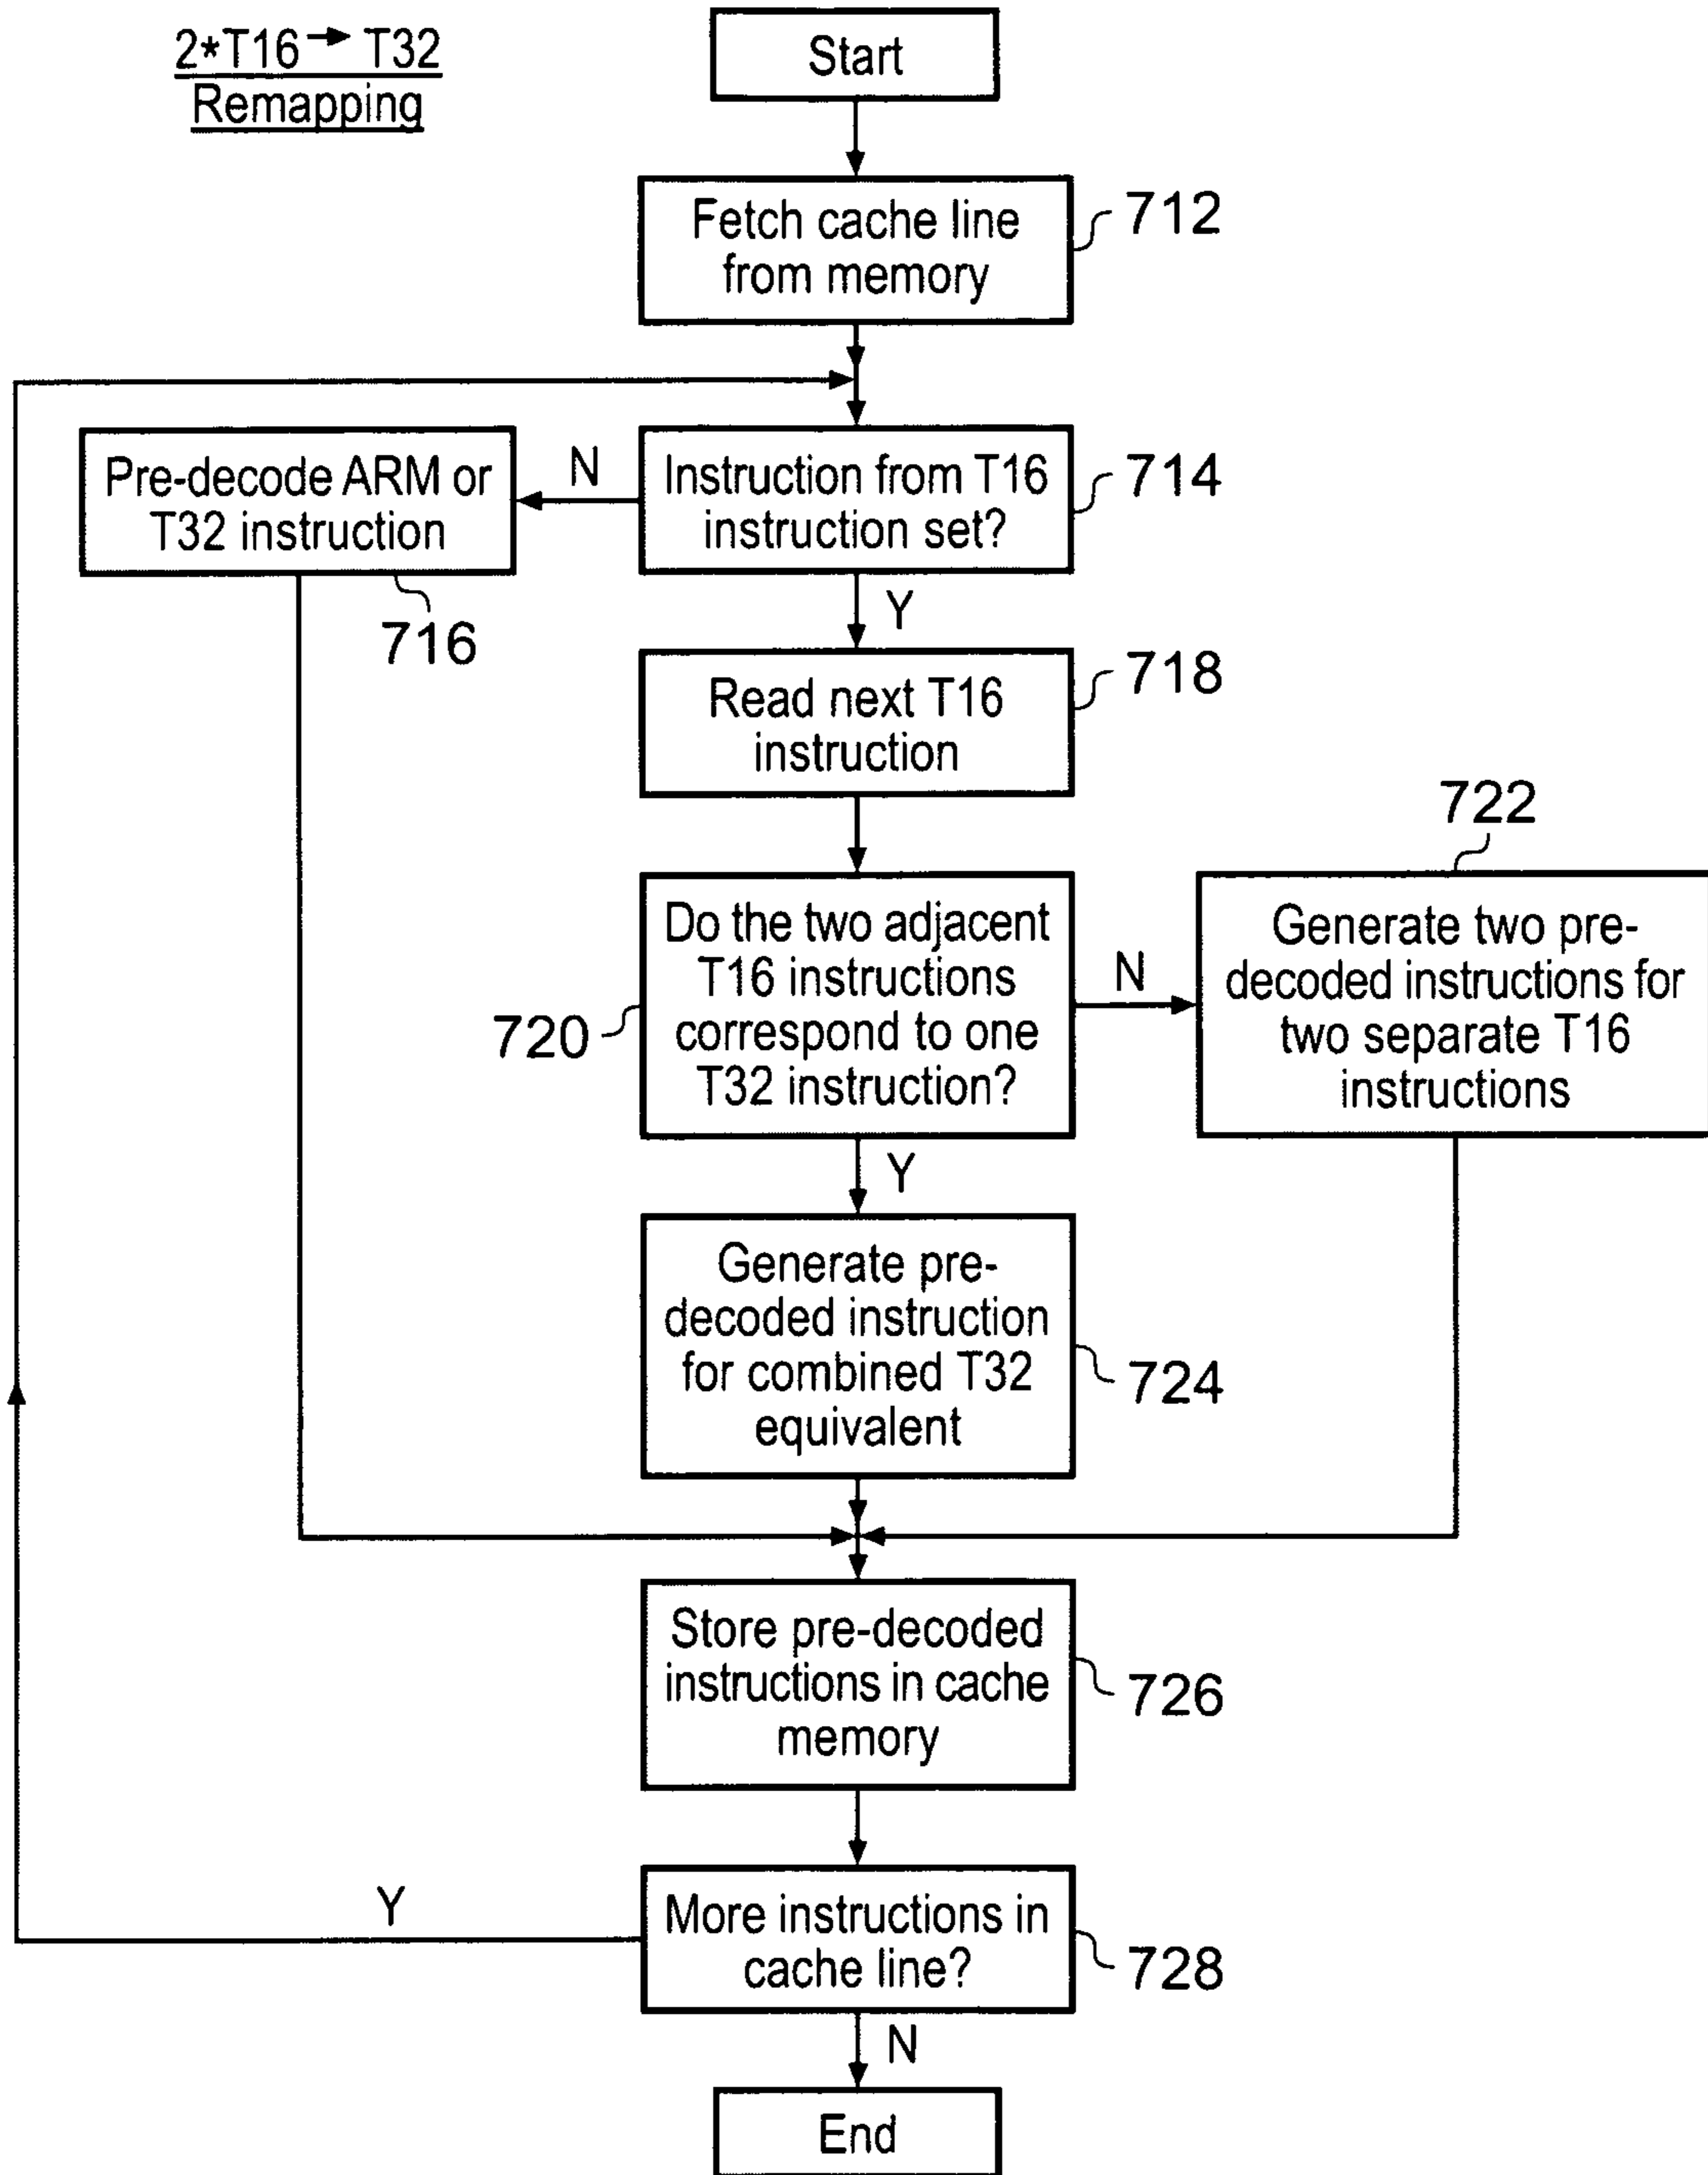 2*T16 → T32
Remapping
Start
Fetch cache line
from memory
712
Instruction from T16
instruction set?
714
N
Pre-decode ARM or
T32 instruction
716
Y
Read next T16
instruction
718
Do the two adjacent
T16 instructions
correspond to one
T32 instruction?
720
N
722
Generate two pre-
decoded instructions for
two separate T16
instructions
Y
Generate pre-
decoded instruction
for combined T32
equivalent
724
Store pre-decoded
instructions in cache
memory
726
More instructions in
cache line?
728
Y
N
End